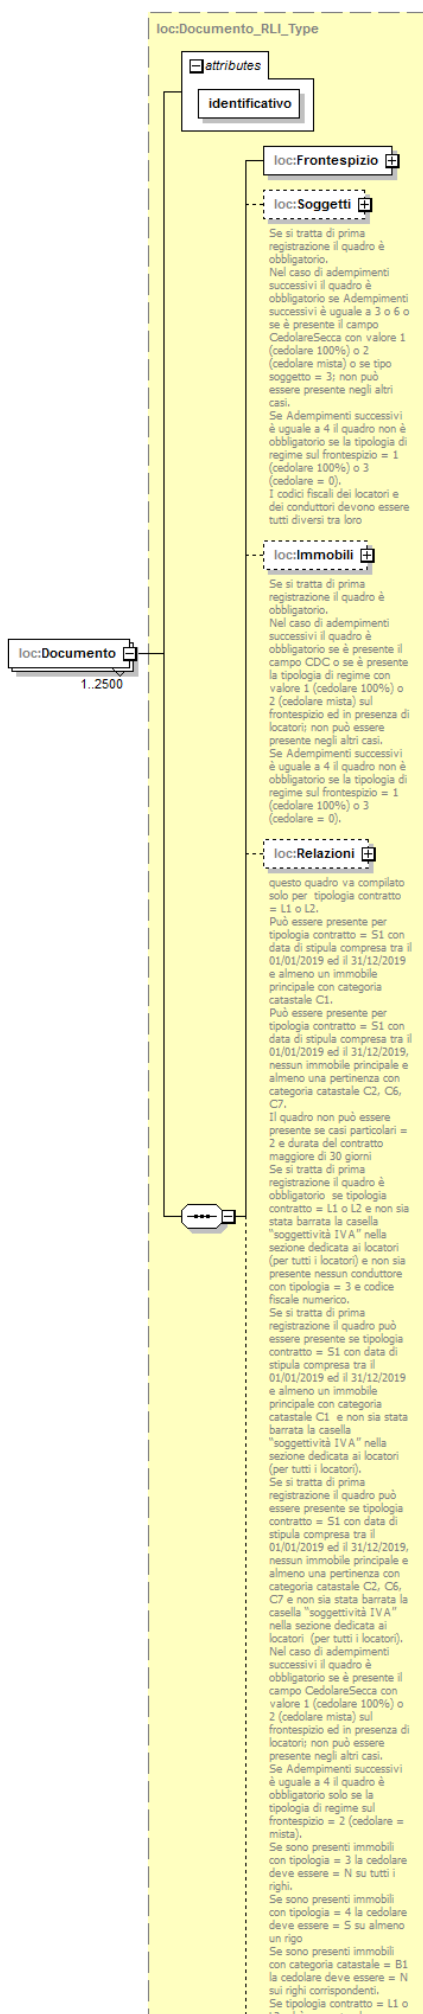 loc:Documento_RLI_Type
attributes
identificativo
loc:Frontespizio
loc:Soggetti
Se si tratta di prima
registrazione il quadro è
obbligatorio.
Nel caso di adempimenti
successivi il quadro è
obbligatorio se Adempimenti
successivi è uguale a 3 o 6 o
se è presente il campo
CedolareSecca con valore 1
(cedolare 100%) o 2
(cedolare mista) o se tipo
soggetto = 3; non può
essere presente negli altri
casi.
Se Adempimenti successivi
è uguale a 4 il quadro non è
obbligatorio se la tipologia di
regime sul frontespizio = 1
(cedolare 100%) o 3
(cedolare = 0).
I codici fiscali dei locatori e
dei conduttori devono essere
tutti diversi tra loro
loc:Immobili
Se si tratta di prima
registrazione il quadro è
obbligatorio.
Nel caso di adempimenti
successivi il quadro è
obbligatorio se è presente il
campo CDC o se è presente
la tipologia di regime con
valore 1 (cedolare 100%) o
2 (cedolare mista) sul
frontespizio ed in presenza di
locatori; non può essere
presente negli altri casi.
Se Adempimenti successivi
è uguale a 4 il quadro non è
obbligatorio se la tipologia di
regime sul frontespizio = 1
(cedolare 100%) o 3
(cedolare = 0).
loc:Documento
1..2500
loc:Relazioni
questo quadro va compilato
solo per  tipologia contratto
= L1 o L2.
Può essere presente per
tipologia contratto = S1 con
data di stipula compresa tra il
01/01/2019 ed il 31/12/2019
e almeno un immobile
principale con categoria
catastale C1.
Può essere presente per
tipologia contratto = S1 con
data di stipula compresa tra il
01/01/2019 ed il 31/12/2019,
nessun immobile principale e
almeno una pertinenza con
categoria catastale C2, C6,
C7.
Il quadro non può essere
presente se casi particolari =
2 e durata del contratto
maggiore di 30 giorni
Se si tratta di prima
registrazione il quadro è
obbligatorio  se tipologia
contratto = L1 o L2 e non sia
stata barrata la casella
"soggettività IVA" nella
sezione dedicata ai locatori
(per tutti i locatori) e non sia
presente nessun conduttore
con tipologia = 3 e codice
fiscale numerico.
Se si tratta di prima
registrazione il quadro può
essere presente se tipologia
contratto = S1 con data di
stipula compresa tra il
01/01/2019 ed il 31/12/2019
e almeno un immobile
principale con categoria
catastale C1  e non sia stata
barrata la casella
"soggettività IVA" nella
sezione dedicata ai locatori
(per tutti i locatori).
Se si tratta di prima
registrazione il quadro può
essere presente se tipologia
contratto = S1 con data di
stipula compresa tra il
01/01/2019 ed il 31/12/2019,
nessun immobile principale e
almeno una pertinenza con
categoria catastale C2, C6,
C7 e non sia stata barrata la
casella "soggettività IVA"
nella sezione dedicata ai
locatori  (per tutti i locatori).
Nel caso di adempimenti
successivi il quadro è
obbligatorio se è presente il
campo CedolareSecca con
valore 1 (cedolare 100%) o
2 (cedolare mista) sul
frontespizio ed in presenza di
locatori; non può essere
presente negli altri casi.
Se Adempimenti successivi
è uguale a 4 il quadro è
obbligatorio solo se la
tipologia di regime sul
frontespizio = 2 (cedolare =
mista).
Se sono presenti immobili
con tipologia = 3 la cedolare
deve essere = N su tutti i
righi.
Se sono presenti immobili
con tipologia = 4 la cedolare
deve essere = S su almeno
un rigo
Se sono presenti immobili
con categoria catastale = B1
la cedolare deve essere = N
sui righi corrispondenti.
Se tipologia contratto = L1 o